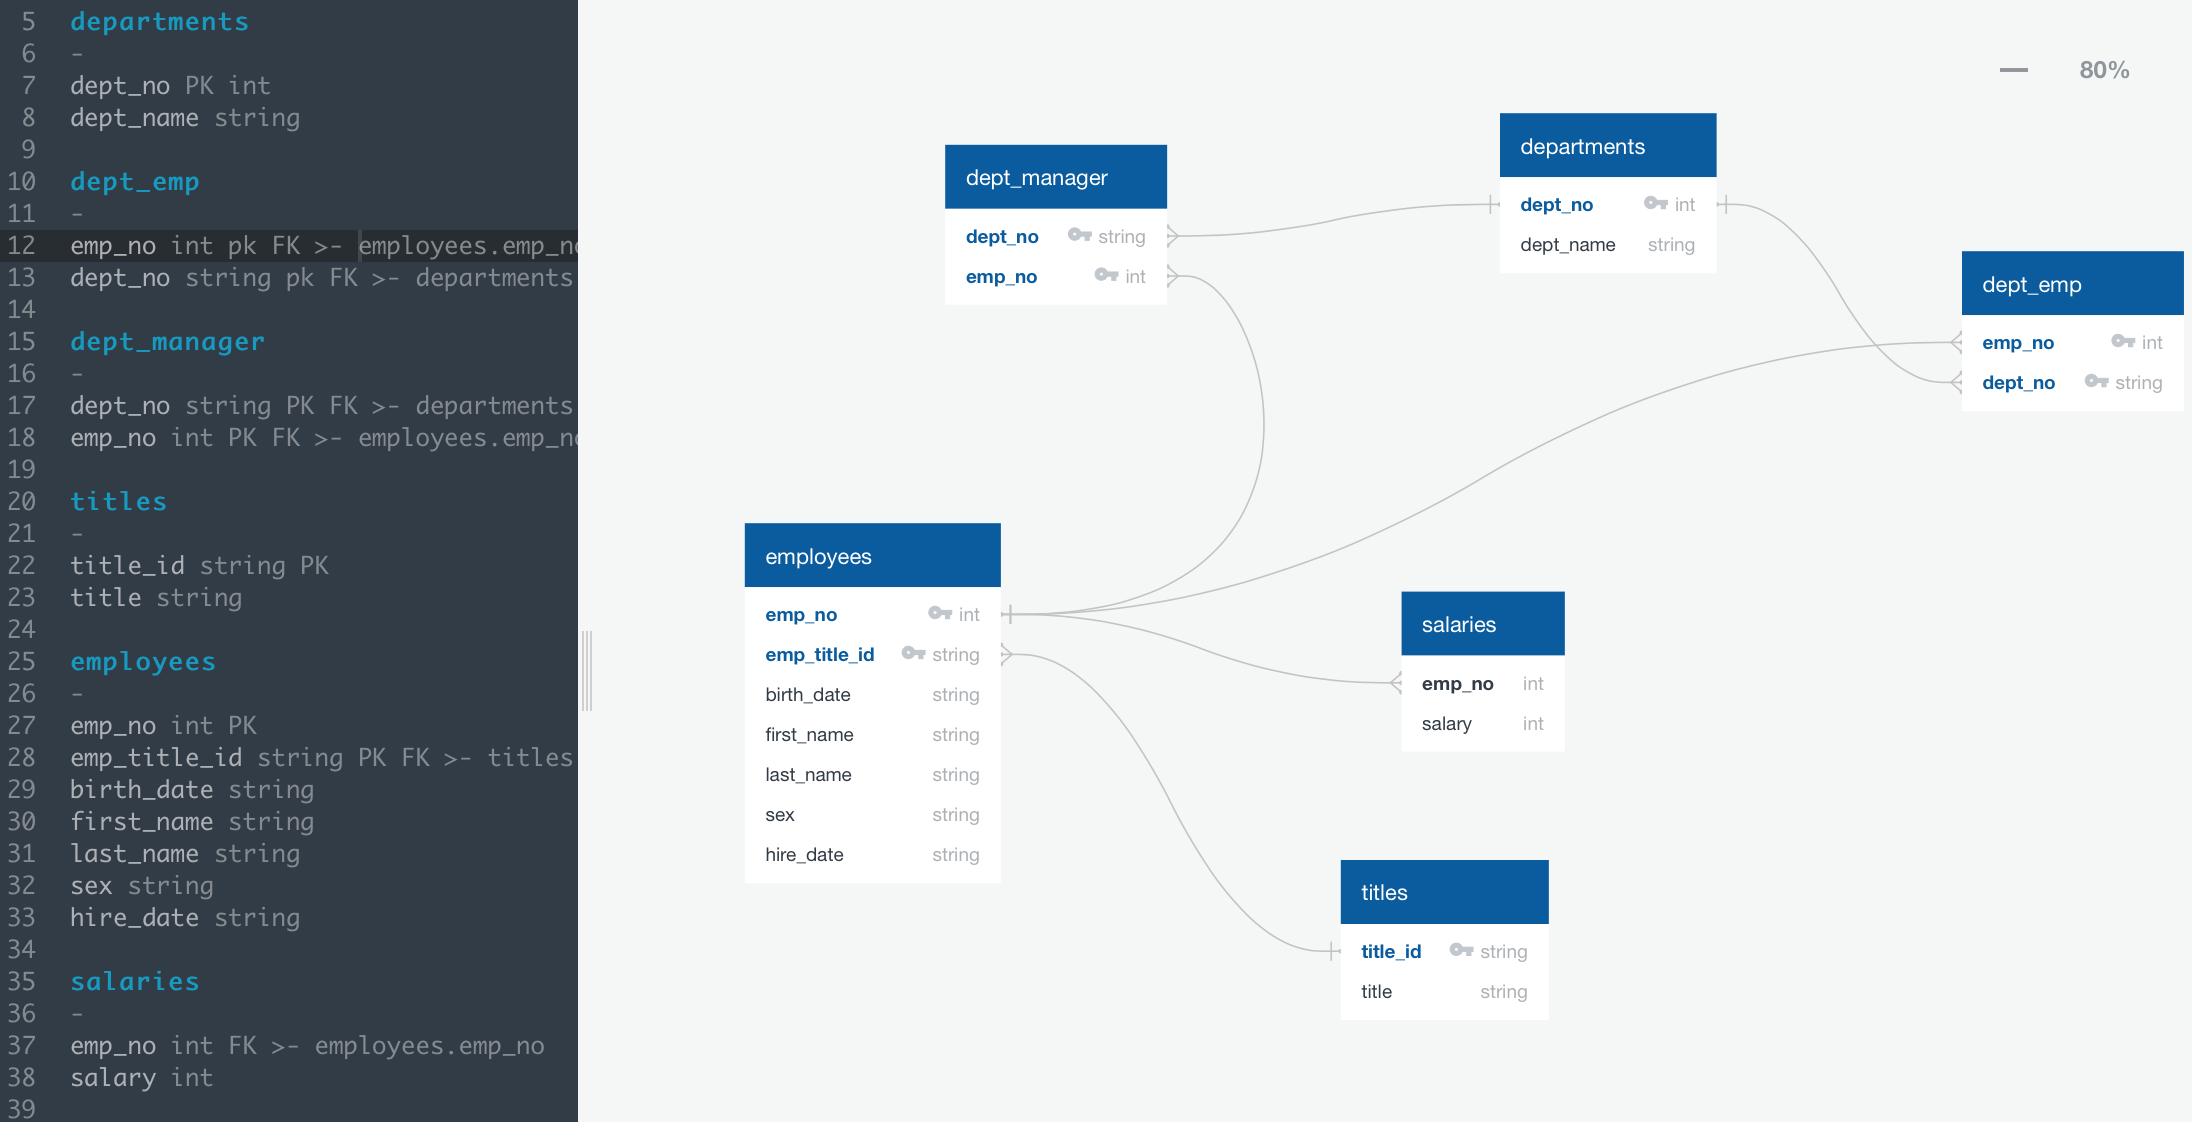 5 departments
6 -
7 dept_no PK int
8 dept_name string
9
10 dept_emp
11 -
12 emp_no int pk FK >- employees.emp_no
13 dept_no string pk FK >- departments
14
15 dept_manager
16 -
17 dept_no string PK FK >- departments
18 emp_no int PK FK >- employees.emp_no
19
20 titles
21 -
22 title_id string PK
23 title string
24
25 employees
26 -
27 emp_no int PK
28 emp_title_id string PK FK >- titles
29 birth_date string
30 first_name string
31 last_name string
32 sex string
33 hire_date string
34
35 salaries
36 -
37 emp_no int FK >- employees.emp_no
38 salary int
39
— 80%
dept_manager
dept_no string
emp_no int
departments
dept_no int
dept_name string
dept_emp
emp_no int
dept_no string
employees
emp_no int
emp_title_id string
birth_date string
first_name string
last_name string
sex string
hire_date string
salaries
emp_no int
salary int
titles
title_id string
title string